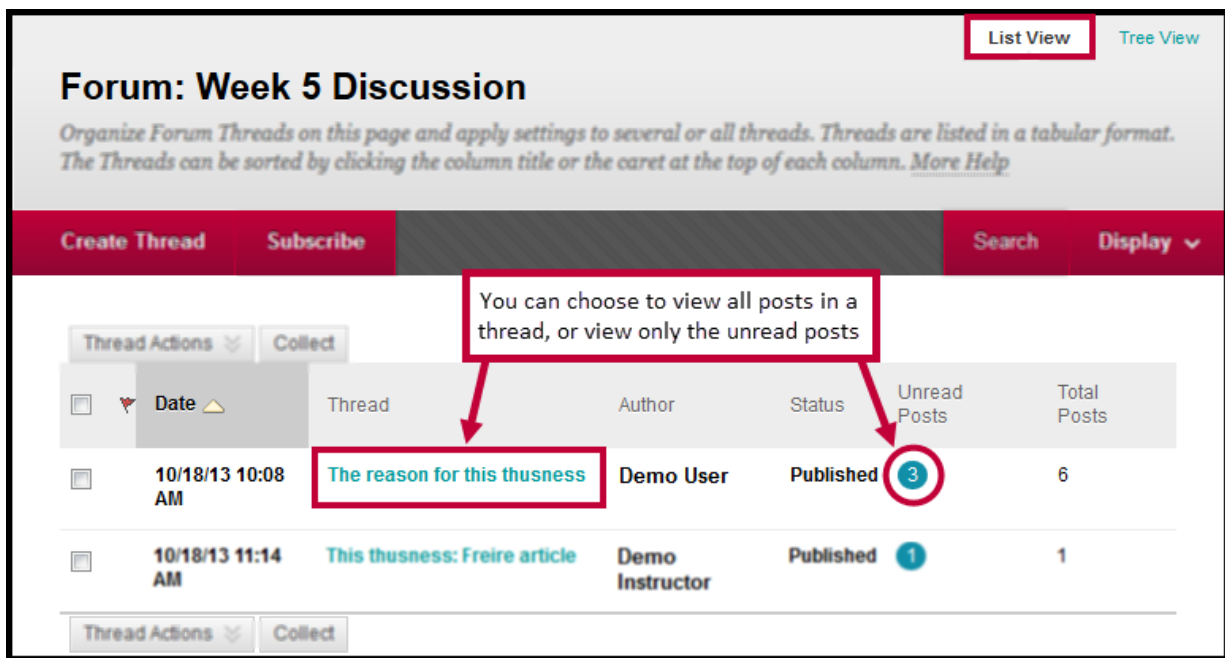 List View Tree View
Forum: Week 5 Discussion
Organize Forum Threads on this page and apply settings to several or all threads. Threads are listed in a tabular format.
The Threads can be sorted by clicking the column title or the caret at the top of each column. More Help
Create Thread Subscribe Search Display
You can choose to view all posts in a
thread, or view only the unread posts
Thread Actions Collect
Date Thread Author Status Unread Posts Total Posts
10/18/13 10:08 AM The reason for this thusness Demo User Published 3 6
10/18/13 11:14 AM This thusness: Freire article Demo Instructor Published 1 1
Thread Actions Collect